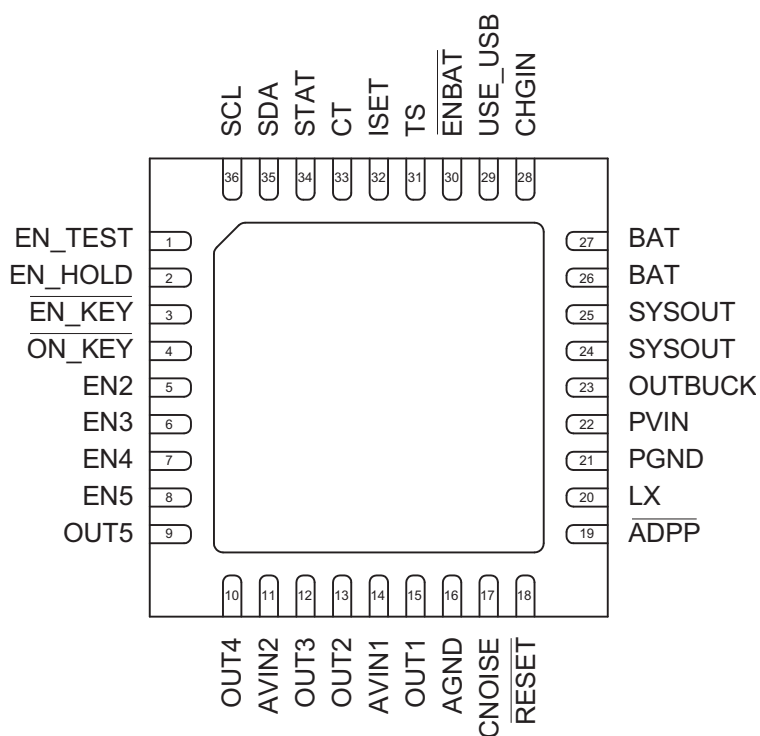 SCL
SDA
STAT
CT
ISET
TS
ENBAT
USE_USB
CHGIN
36
35
34
33
32
31
30
29
28
EN_TEST 1
EN_HOLD 2
EN_KEY 3
ON_KEY 4
EN2 5
EN3 6
EN4 7
EN5 8
OUT5 9
27 BAT
26 BAT
25 SYSOUT
24 SYSOUT
23 OUTBUCK
22 PVIN
21 PGND
20 LX
19 ADPP
10
11
12
13
14
15
16
17
18
OUT4
AVIN2
OUT3
OUT2
AVIN1
OUT1
AGND
CNOISE
RESET